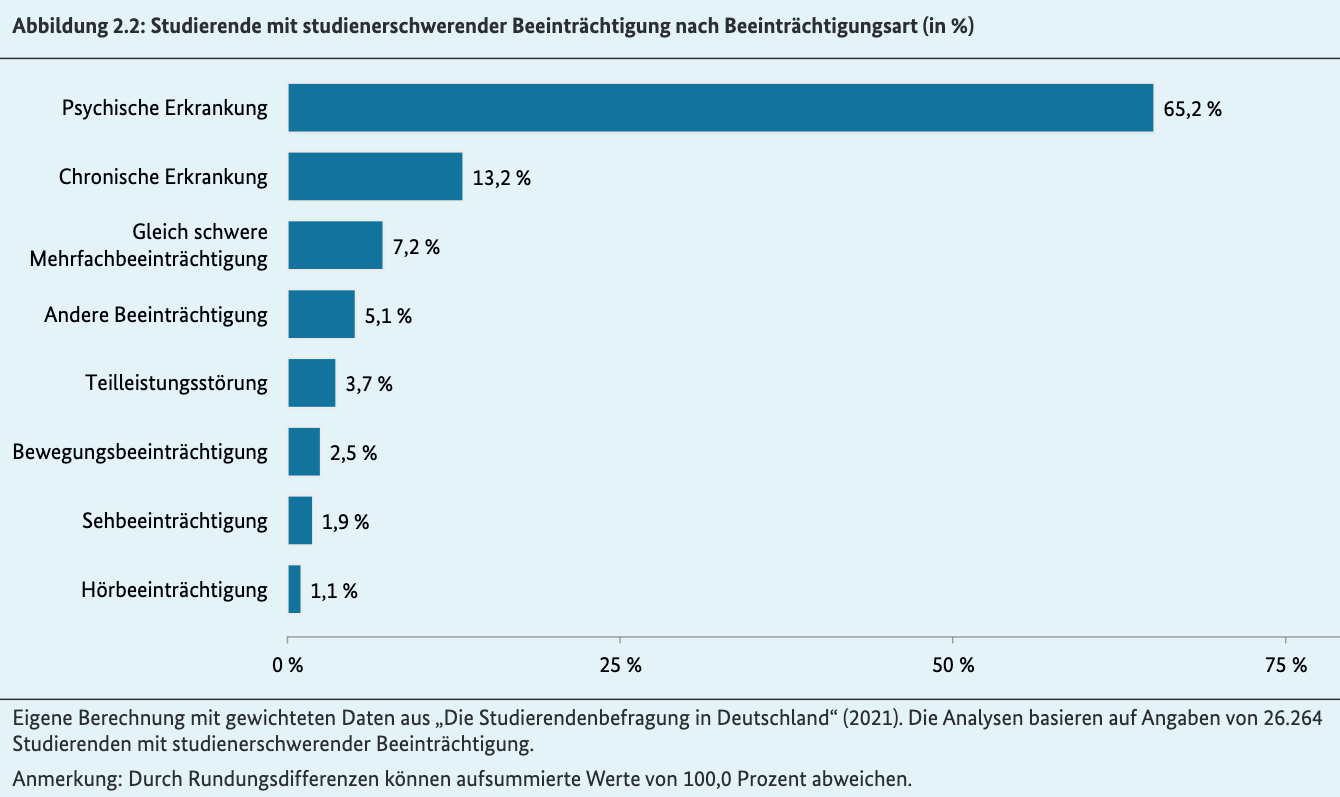 Abbildung 2.2: Studierende mit studienerschwerender Beeinträchtigung nach Beeinträchtigungsart (in %)
Psychische Erkrankung 65,2 %
Chronische Erkrankung 13,2 %
Gleich schwere
Mehrfachbeeinträchtigung 7,2 %
Andere Beeinträchtigung 5,1 %
Teilleistungsstörung 3,7 %
Bewegungsbeeinträchtigung 2,5 %
Sehbeeinträchtigung 1,9 %
Hörbeeinträchtigung 1,1 %
0 % 25 % 50 % 75 %
Eigene Berechnung mit gewichteten Daten aus „Die Studierendenbefragung in Deutschland“ (2021). Die Analysen basieren auf Angaben von 26.264
Studierenden mit studienerschwerender Beeinträchtigung.
Anmerkung: Durch Rundungsdifferenzen können aufsummierte Werte von 100,0 Prozent abweichen.